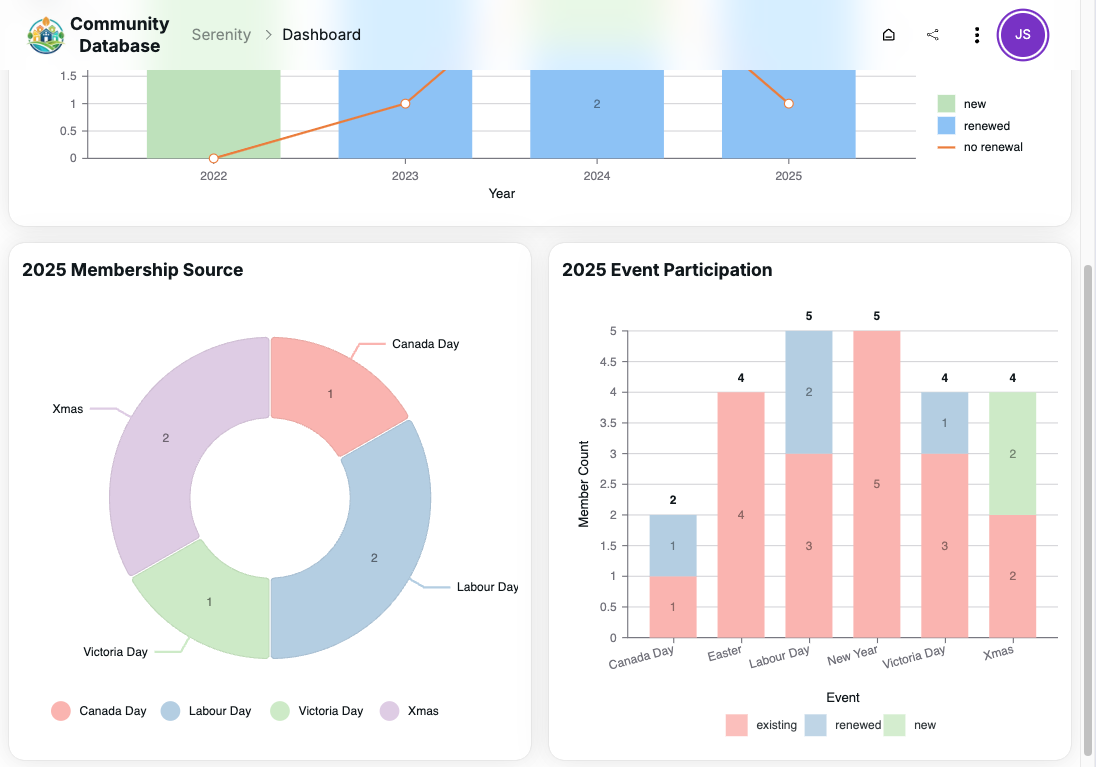 Community
Database
Serenity > Dashboard
JS
1.5
1
0.5
0
2
2022 2023 2024 2025
Year
new
renewed
no renewal
2025 Membership Source
Canada Day
1
Xmas
2
2
Labour Day
1
Victoria Day
Canada Day Labour Day Victoria Day Xmas
2025 Event Participation
Member Count
5
4.5
4
3.5
3
2.5
2
1.5
1
0.5
0
2 4 5 5 4 4
1 2 1 2
1 4 3 5 3 2
Canada Day Easter Labour Day New Year Victoria Day Xmas
Event
existing renewed new